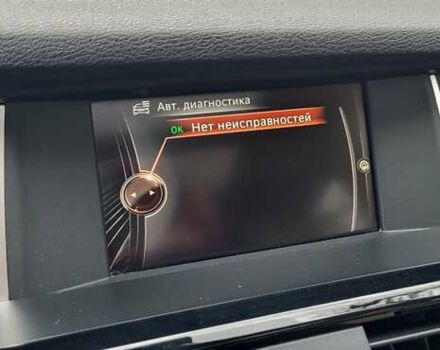 Авт. диагностика
OK Нет неисправностей